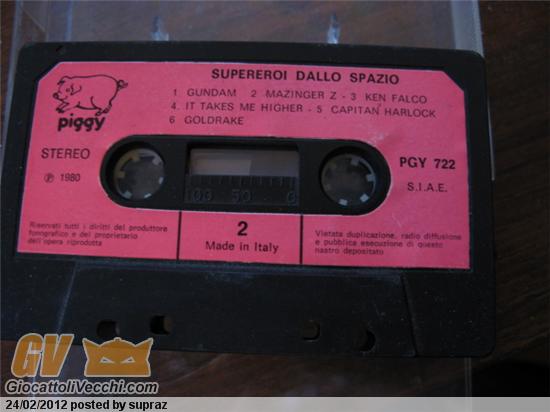 SUPEREROI DALLO SPAZIO
1 GUNDAM 2 MAZINGER Z - 3 KEN FALCO
4 IT TAKES ME HIGHER - 5 CAPITAN HARLOCK
6 GOLDRAKE
piggy
STEREO
PGY 722
℗ 1980
S.I.A.E.
100 50 0
Riservati tutti i diritti del produttore
fonografico e del proprietario
dell'opera riprodotta
2
Made in Italy
Vietata duplicazione, radio diffusione
e pubblica esecuzione di questo
nastro depositato
GV
GiocattoliVecchi.com
24/02/2012 posted by supraz